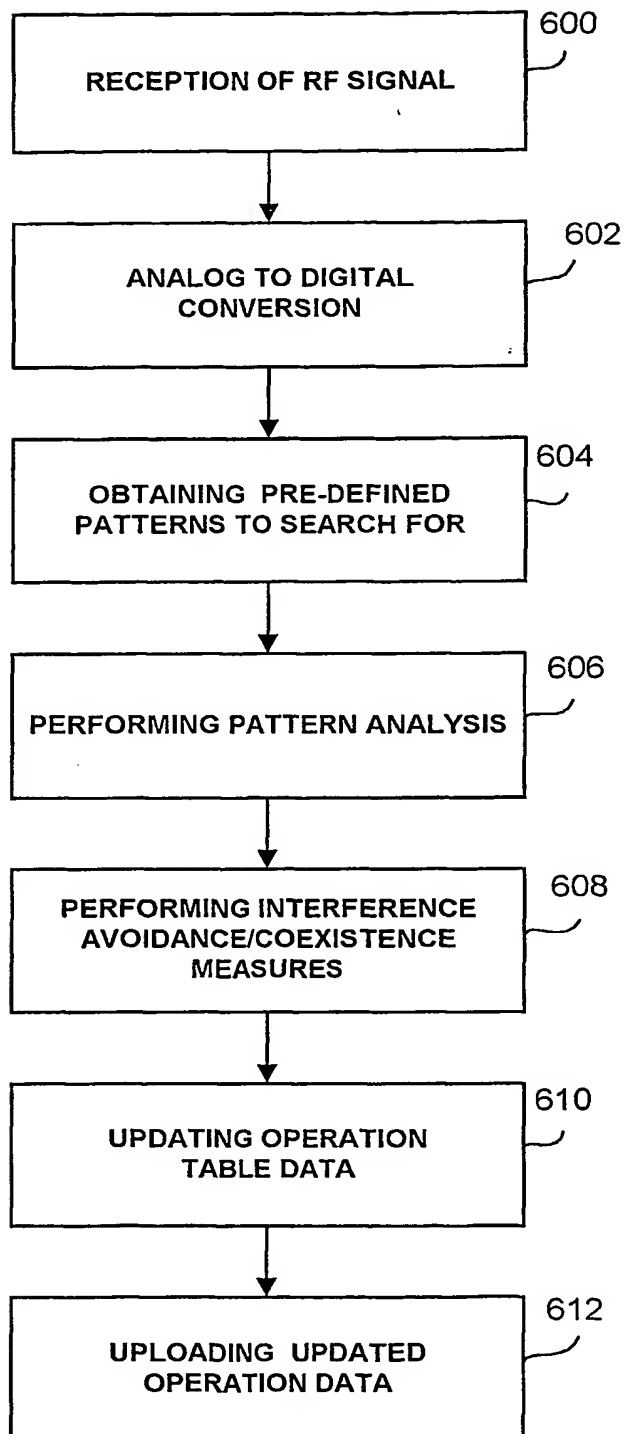 600
RECEPTION OF RF SIGNAL
602
ANALOG TO DIGITAL
CONVERSION
604
OBTAINING PRE-DEFINED
PATTERNS TO SEARCH FOR
606
PERFORMING PATTERN ANALYSIS
608
PERFORMING INTERFERENCE
AVOIDANCE/COEXISTENCE
MEASURES
610
UPDATING OPERATION
TABLE DATA
612
UPLOADING UPDATED
OPERATION DATA